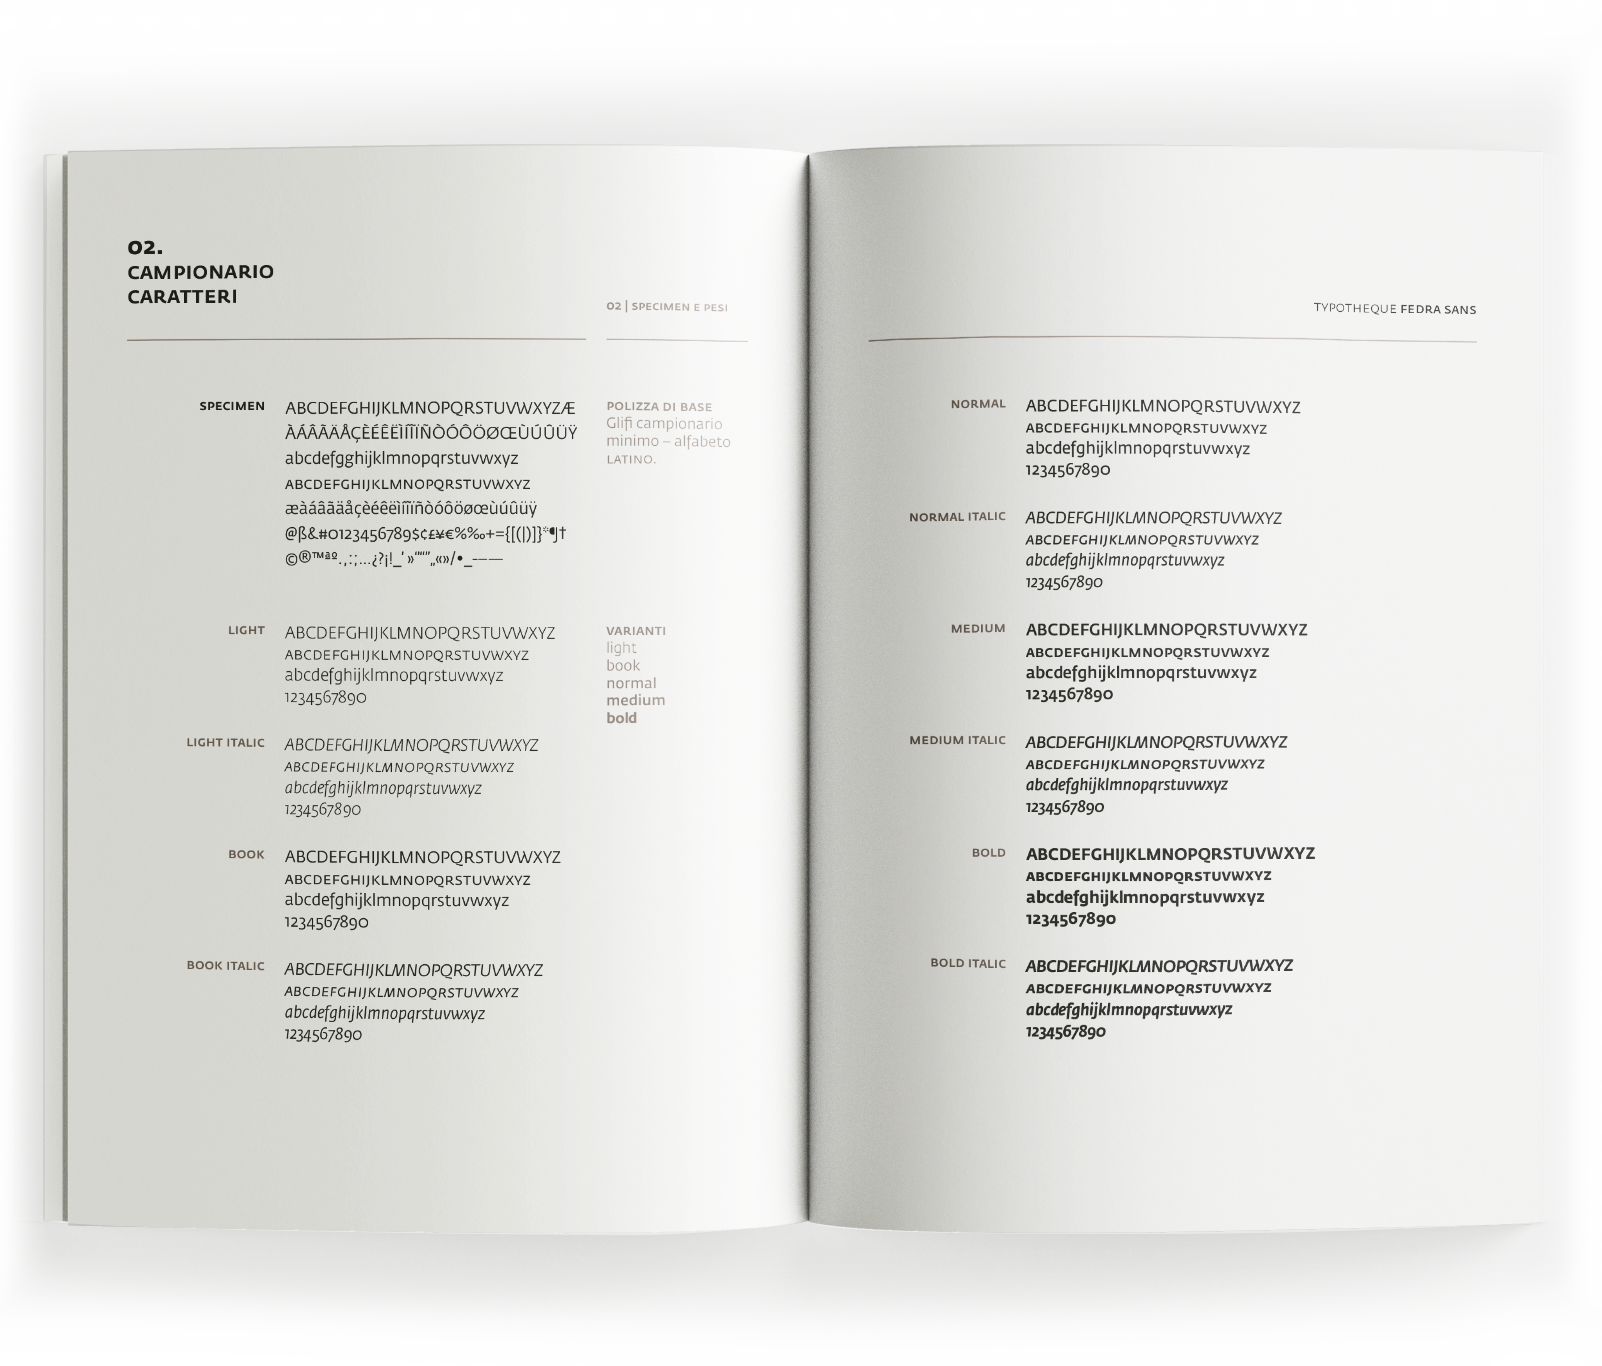 02.
CAMPIONARIO
CARATTERI
02 | SPECIMEN E PESI
SPECIMEN
ABCDEFGHIJKLMNOPQRSTUVWXYZÆ
ÀÁÂÃÄÅÇÈÉÊËÌÍÎÏÑÒÓÔÖØŒÙÚÛÜŸ
abcdefgghijklmnopqrstuvwxyz
ABCDEFGHIJKLMNOPQRSTUVWXYZ
æàáâãäåçèéêëìíîïñòóôöøœùúûüÿ
@ß&#0123456789$¢£¥€%‰+={[(|)]}*¶†
©®™ªº.,:;…¿?¡!_'
POLIZZA DI BASE
Glifi campionario
minimo – alfabeto
LATINO.
LIGHT
ABCDEFGHIJKLMNOPQRSTUVWXYZ
ABCDEFGHIJKLMNOPQRSTUVWXYZ
abcdefghijklmnopqrstuvwxyz
1234567890
VARIANTI
light
book
normal
medium
bold
LIGHT ITALIC
ABCDEFGHIJKLMNOPQRSTUVWXYZ
ABCDEFGHIJKLMNOPQRSTUVWXYZ
abcdefghijklmnopqrstuvwxyz
1234567890
BOOK
ABCDEFGHIJKLMNOPQRSTUVWXYZ
ABCDEFGHIJKLMNOPQRSTUVWXYZ
abcdefghijklmnopqrstuvwxyz
1234567890
BOOK ITALIC
ABCDEFGHIJKLMNOPQRSTUVWXYZ
ABCDEFGHIJKLMNOPQRSTUVWXYZ
abcdefghijklmnopqrstuvwxyz
1234567890
TYPOTHEQUE FEDRA SANS
NORMAL
ABCDEFGHIJKLMNOPQRSTUVWXYZ
ABCDEFGHIJKLMNOPQRSTUVWXYZ
abcdefghijklmnopqrstuvwxyz
1234567890
NORMAL ITALIC
ABCDEFGHIJKLMNOPQRSTUVWXYZ
ABCDEFGHIJKLMNOPQRSTUVWXYZ
abcdefghijklmnopqrstuvwxyz
1234567890
MEDIUM
ABCDEFGHIJKLMNOPQRSTUVWXYZ
ABCDEFGHIJKLMNOPQRSTUVWXYZ
abcdefghijklmnopqrstuvwxyz
1234567890
MEDIUM ITALIC
ABCDEFGHIJKLMNOPQRSTUVWXYZ
ABCDEFGHIJKLMNOPQRSTUVWXYZ
abcdefghijklmnopqrstuvwxyz
1234567890
BOLD
ABCDEFGHIJKLMNOPQRSTUVWXYZ
ABCDEFGHIJKLMNOPQRSTUVWXYZ
abcdefghijklmnopqrstuvwxyz
1234567890
BOLD ITALIC
ABCDEFGHIJKLMNOPQRSTUVWXYZ
ABCDEFGHIJKLMNOPQRSTUVWXYZ
abcdefghijklmnopqrstuvwxyz
1234567890